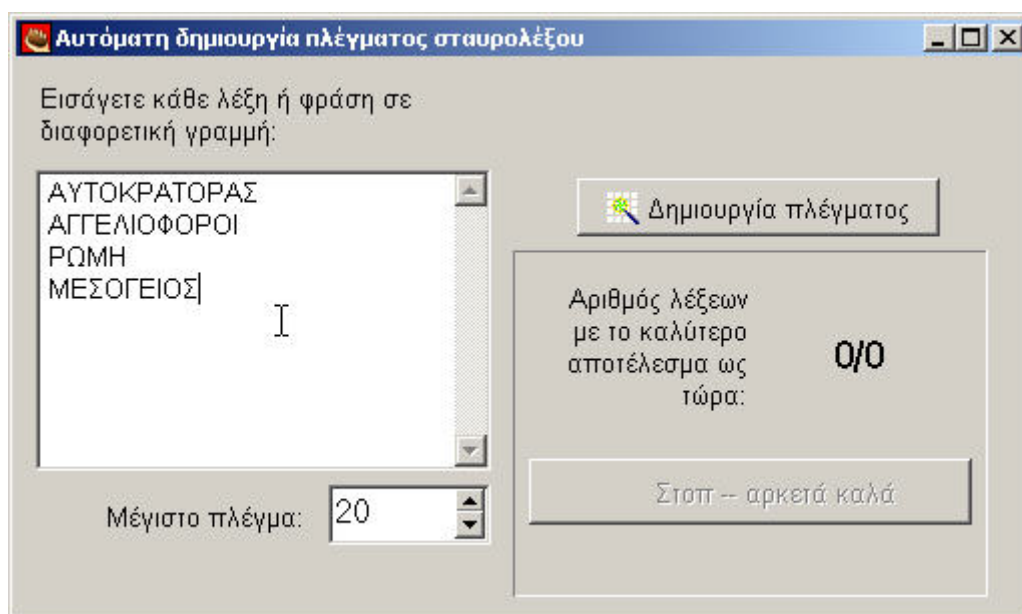 Αυτόματη δημιουργία πλέγματος σταυρολέξου
Εισάγετε κάθε λέξη ή φράση σε
διαφορετική γραμμή:
ΑΥΤΟΚΡΑΤΟΡΑΣ
ΑΓΓΕΛΙΟΦΟΡΟΙ
ΡΩΜΗ
ΜΕΣΟΓΕΙΟΣ
Μέγιστο πλέγμα:
20
Δημιουργία πλέγματος
Αριθμός λέξεων
με το καλύτερο
αποτέλεσμα ως
τώρα:
0/0
Στοπ -- αρκετά καλά